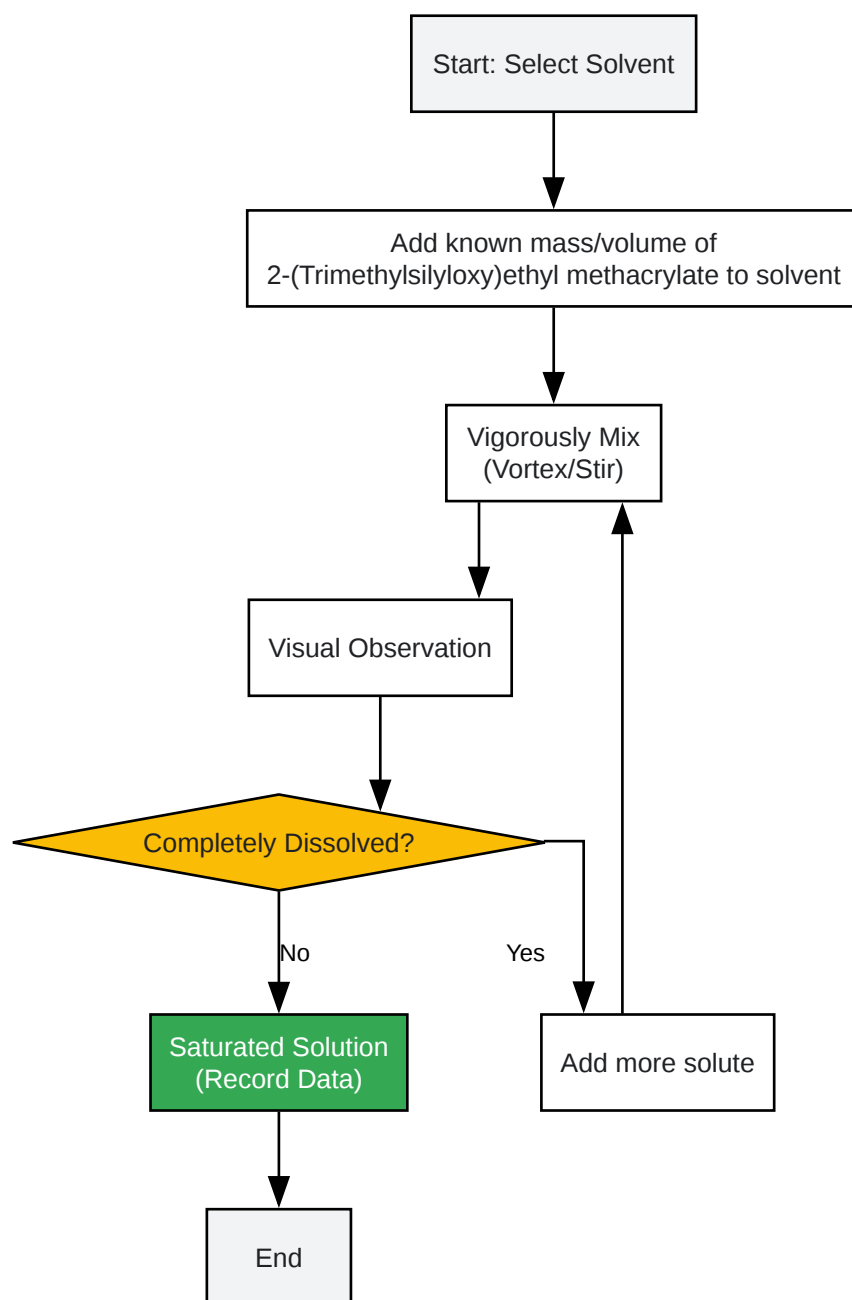 Start: Select Solvent
Add known mass/volume of
2-(Trimethylsilyloxy)ethyl methacrylate to solvent
Vigorously Mix
(Vortex/Stir)
Visual Observation
Completely Dissolved?
No
Yes
Saturated Solution
(Record Data)
Add more solute
End